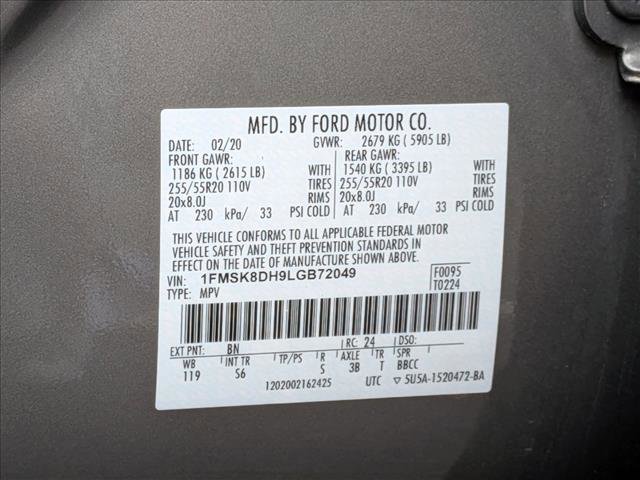 MFD. BY FORD MOTOR CO.
DATE: 02/20 GVWR: 2679 KG ( 5905 LB)
FRONT GAWR: REAR GAWR:
1186 KG ( 2615 LB) WITH 1540 KG ( 3395 LB) WITH
255/55R20 110V TIRES 255/55R20 110V TIRES
20x8.0J RIMS 20x8.0J RIMS
AT 230 kPa/ 33 PSI COLD AT 230 kPa/ 33 PSI COLD
THIS VEHICLE CONFORMS TO ALL APPLICABLE FEDERAL MOTOR
VEHICLE SAFETY AND THEFT PREVENTION STANDARDS IN
EFFECT ON THE DATE OF MANUFACTURE SHOWN ABOVE.
VIN: 1FMSK8DH9LGB72049 F0095
TYPE: MPV T0224
EXT PNT: BN RC: 24 DSO:
WB INT TR TP/PS R AXLE TR SPR
119 S6 S 3B T BBCC
1202002162425 UTC ▽ 5U5A-1520472-BA